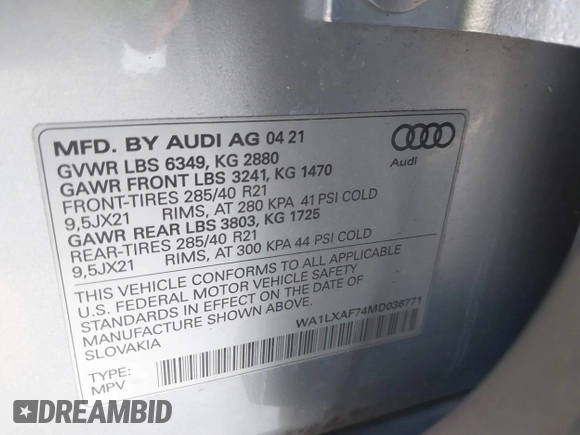 MFD. BY AUDI AG 04 21
GVWR LBS 6349, KG 2880
GAWR FRONT LBS 3241, KG 1470
FRONT-TIRES 285/40 R21
9,5JX21 RIMS, AT 280 KPA 41 PSI COLD
GAWR REAR LBS 3803, KG 1725
REAR-TIRES 285/40 R21
9,5JX21 RIMS, AT 300 KPA 44 PSI COLD
THIS VEHICLE CONFORMS TO ALL APPLICABLE
U.S. FEDERAL MOTOR VEHICLE SAFETY
STANDARDS IN EFFECT ON THE DATE OF
MANUFACTURE SHOWN ABOVE.
SLOVAKIA
WA1LXAF74MD036771
TYPE:
MPV
Audi
DREAMBID